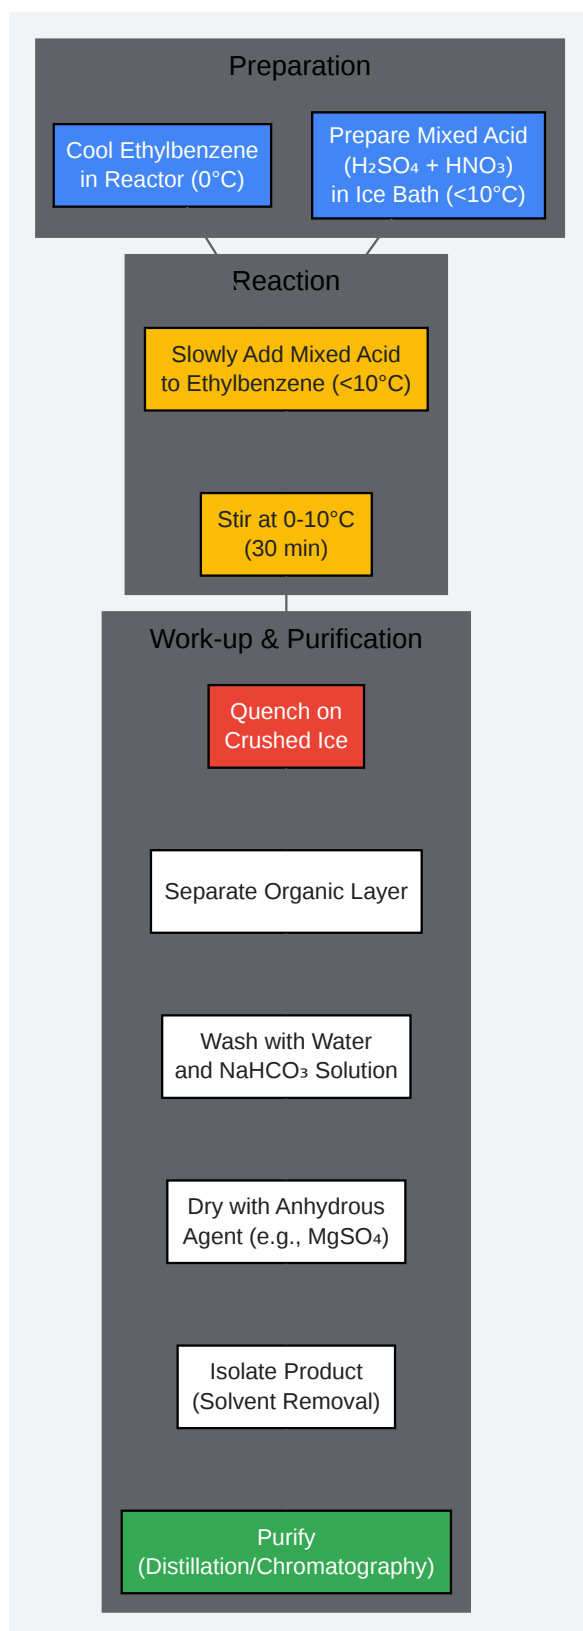 Preparation
Cool Ethylbenzene
in Reactor (0°C)
Prepare Mixed Acid
(H₂SO₄ + HNO₃)
in Ice Bath (<10°C)
Reaction
Slowly Add Mixed Acid
to Ethylbenzene (<10°C)
Stir at 0-10°C
(30 min)
Work-up & Purification
Quench on
Crushed Ice
Separate Organic Layer
Wash with Water
and NaHCO₃ Solution
Dry with Anhydrous
Agent (e.g., MgSO₄)
Isolate Product
(Solvent Removal)
Purify
(Distillation/Chromatography)